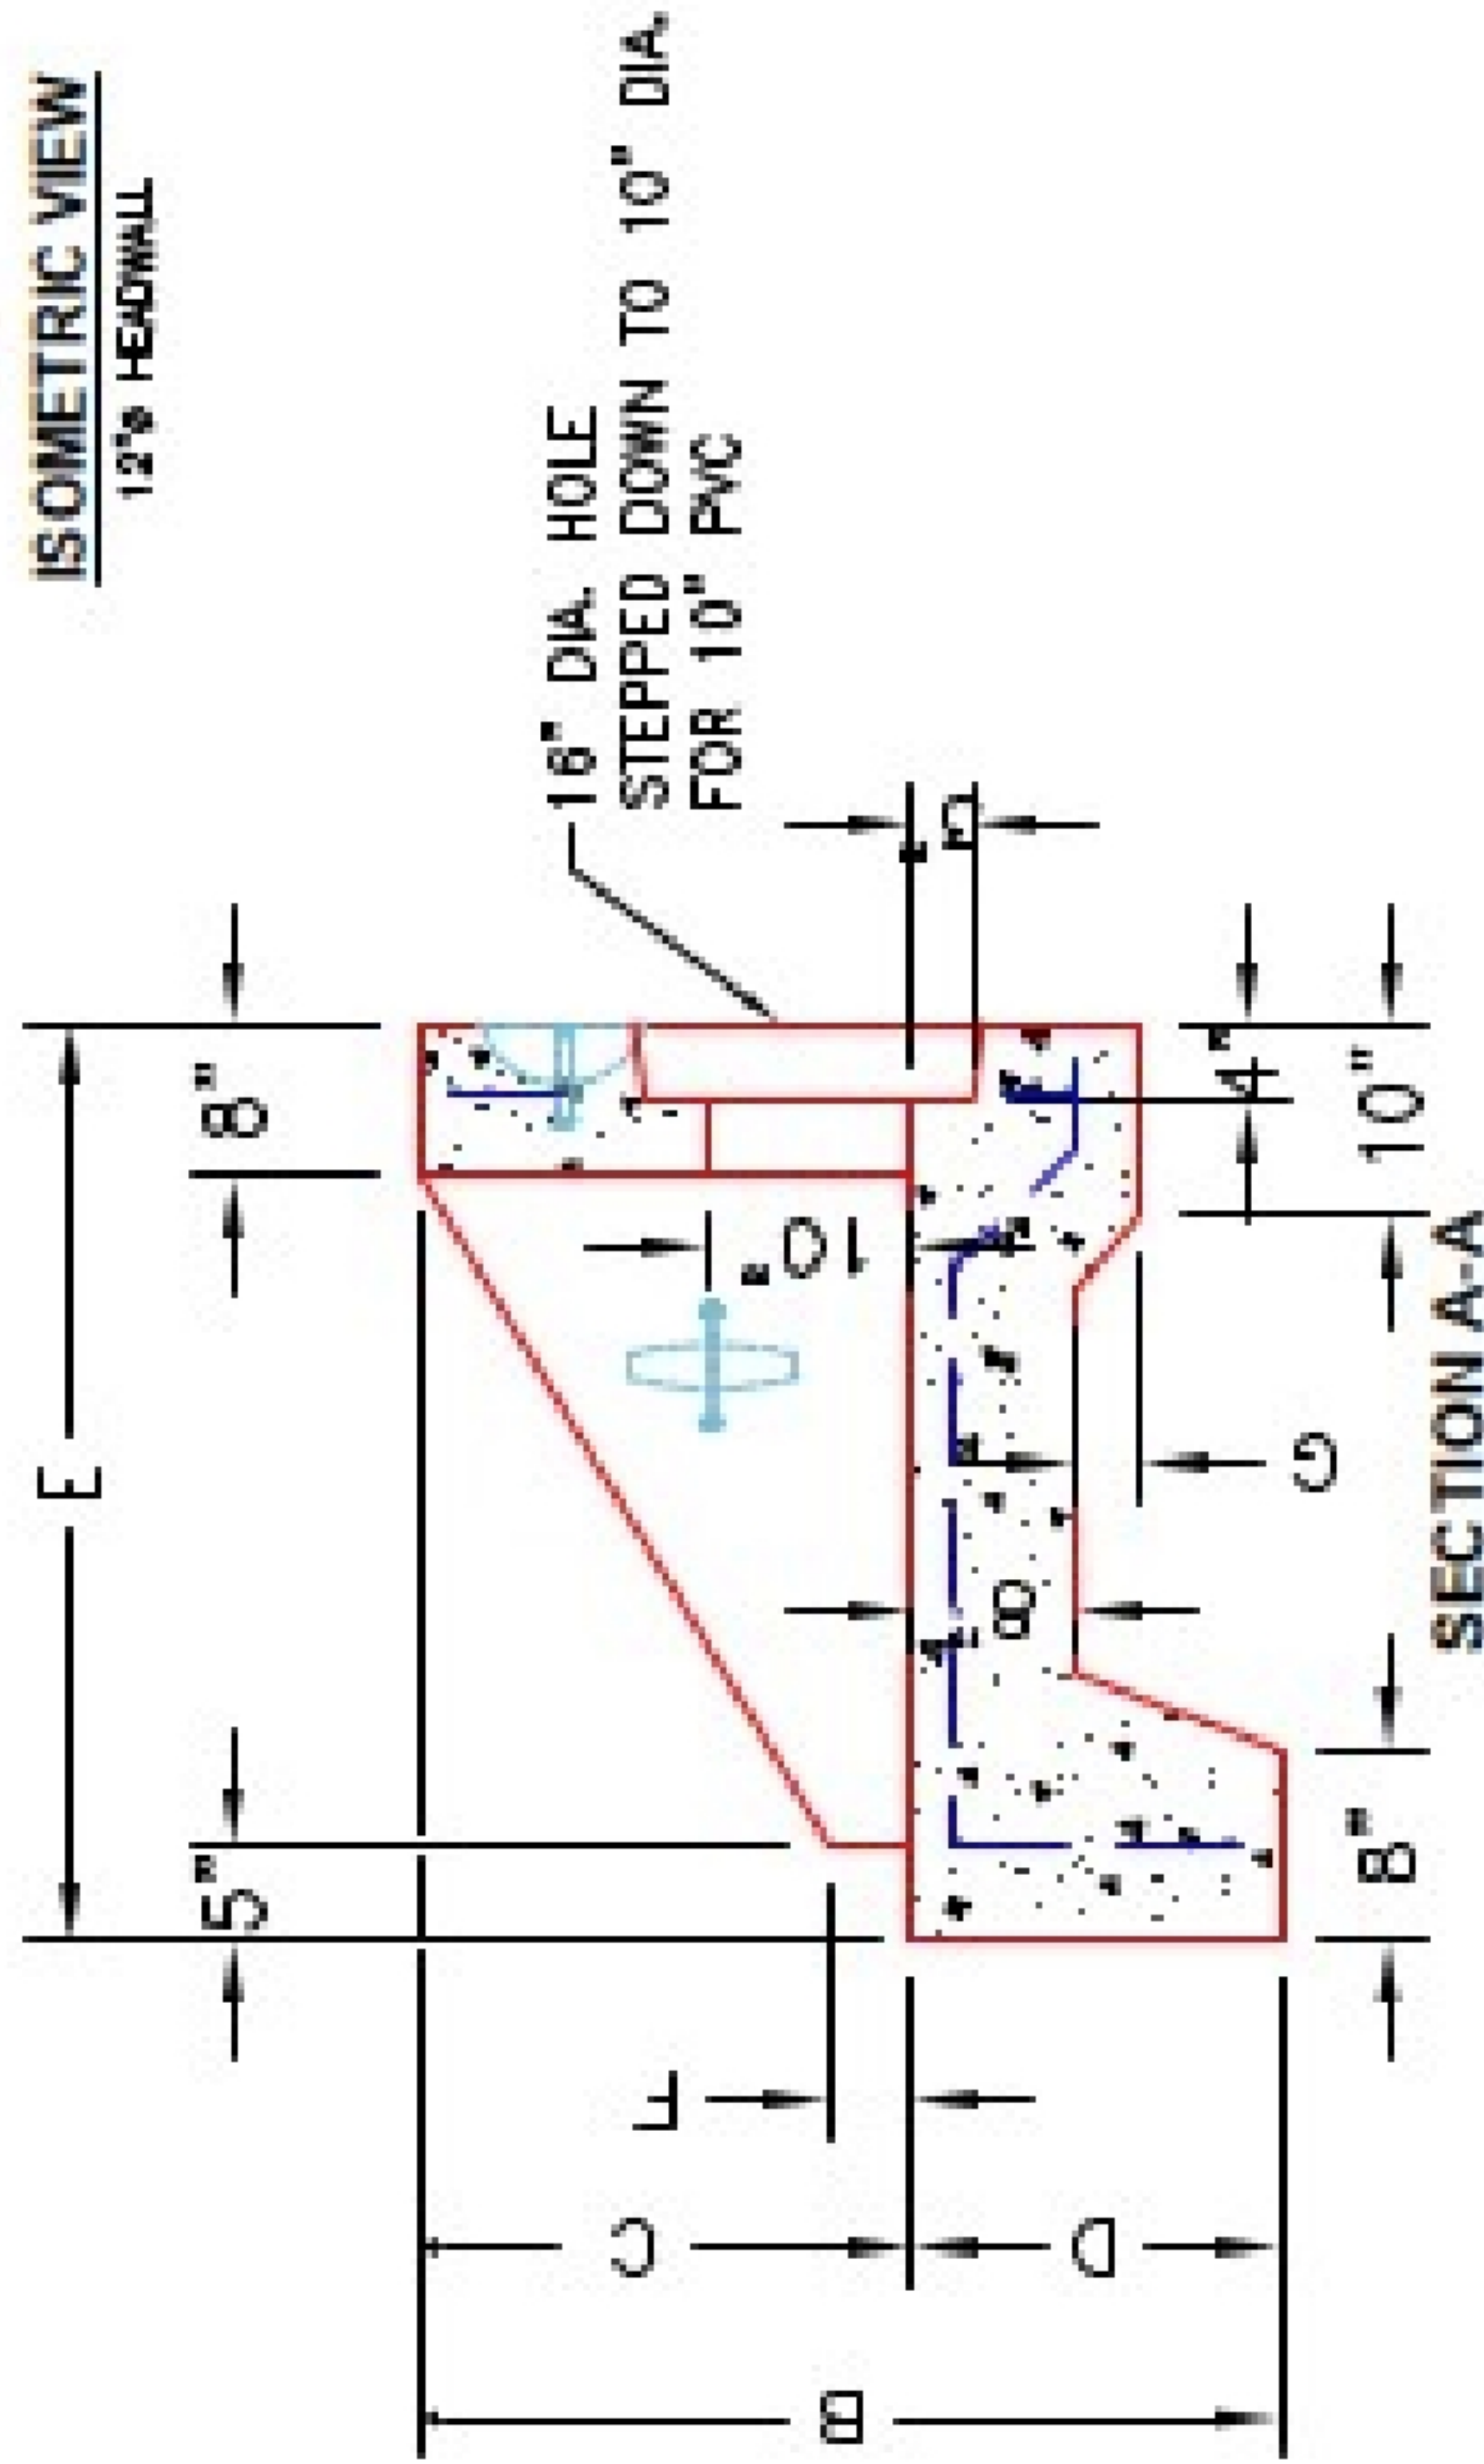 ISOMETRIC VIEW
12"ø HEADWALL
16" DIA. HOLE
STEPPED DOWN TO 10" DIA.
FOR 10" PVC
E
5"
8"
B
C
D
F
10"
8"
G
4"
8"
10"
SECTION A-A